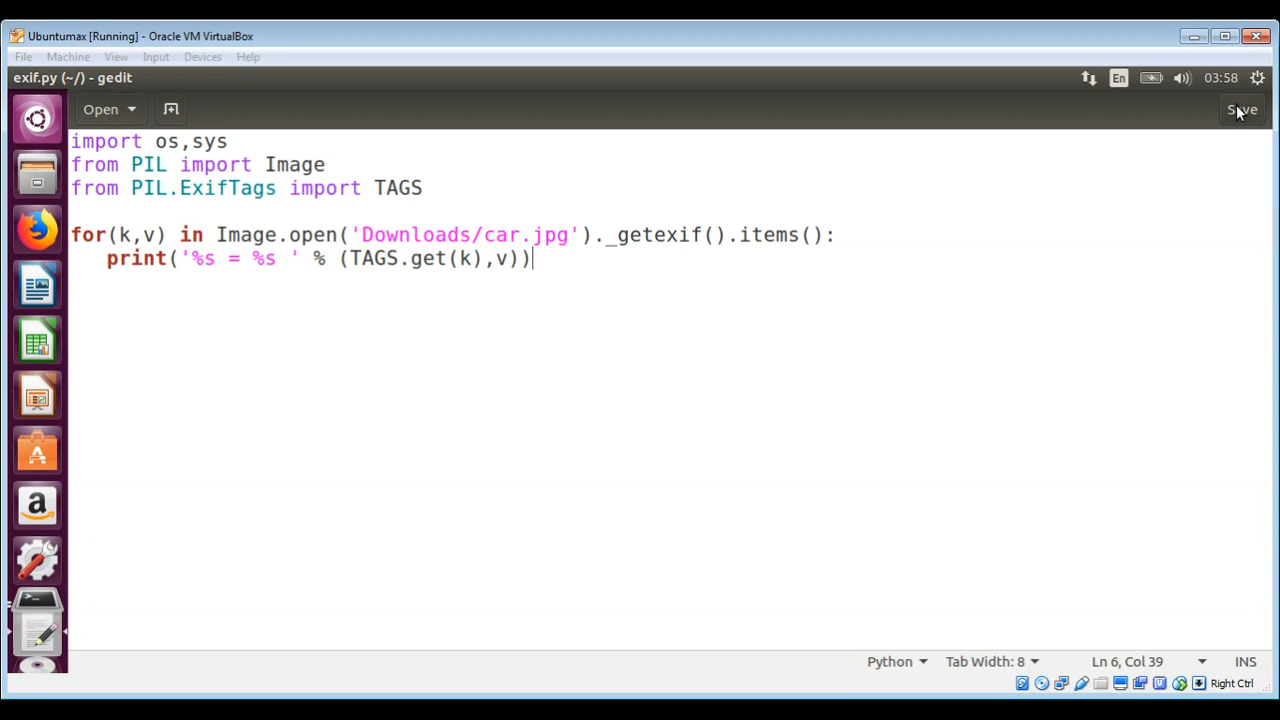 Ubuntumax [Running] - Oracle VM VirtualBox
File Machine View Input Devices Help
exif.py (~/) - gedit
En
03:58
Open
Save
import os,sys
from PIL import Image
from PIL.ExifTags import TAGS
for(k,v) in Image.open('Downloads/car.jpg')._getexif().items():
print('%s = %s ' % (TAGS.get(k),v))
a
Python
Tab Width: 8
Ln 6, Col 39
INS
Right Ctrl